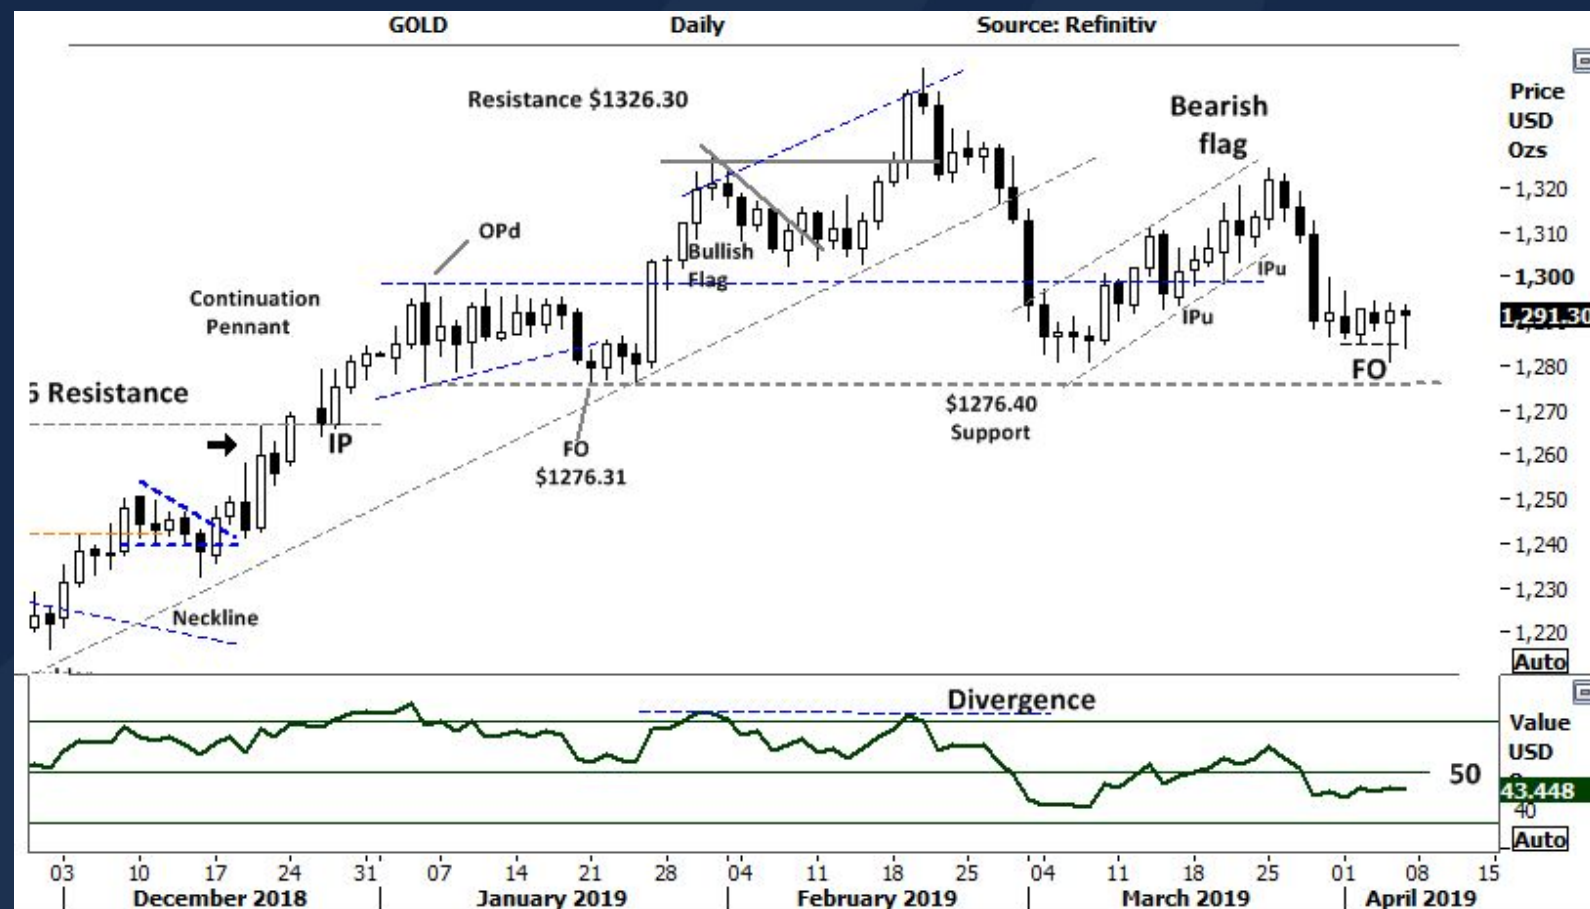 GOLD Daily Source: Refinitiv
Resistance $1326.30
Bearish
flag
OPd
Bullish
Flag
Continuation
Pennant
IPu
IPu
6 Resistance
IP
FO
$1276.31
$1276.40
Support
FO
Neckline
Price
USD
Ozs
1,320
1,310
1,300
1,291.30
1,280
1,270
1,260
1,250
1,240
1,230
1,220
Auto
Divergence
50
Value
USD
43.448
40
Auto
03 10 17 24 31 07 14 21 28 04 11 18 25 04 11 18 25 01 08 15
December 2018 January 2019 February 2019 March 2019 April 2019